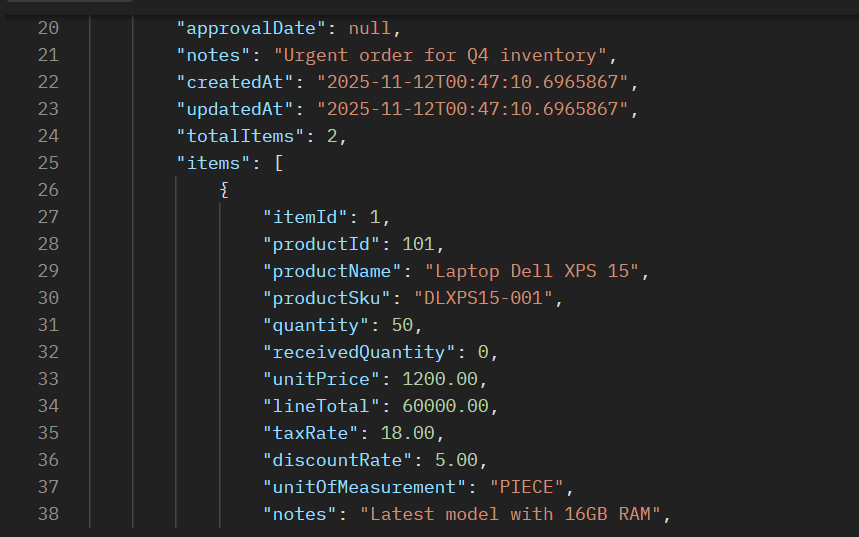 20 "approvalDate": null,
21 "notes": "Urgent order for Q4 inventory",
22 "createdAt": "2025-11-12T00:47:10.6965867",
23 "updatedAt": "2025-11-12T00:47:10.6965867",
24 "totalItems": 2,
25 "items": [
26 {
27 "itemId": 1,
28 "productId": 101,
29 "productName": "Laptop Dell XPS 15",
30 "productSku": "DLXPS15-001",
31 "quantity": 50,
32 "receivedQuantity": 0,
33 "unitPrice": 1200.00,
34 "lineTotal": 60000.00,
35 "taxRate": 18.00,
36 "discountRate": 5.00,
37 "unitOfMeasurement": "PIECE",
38 "notes": "Latest model with 16GB RAM",